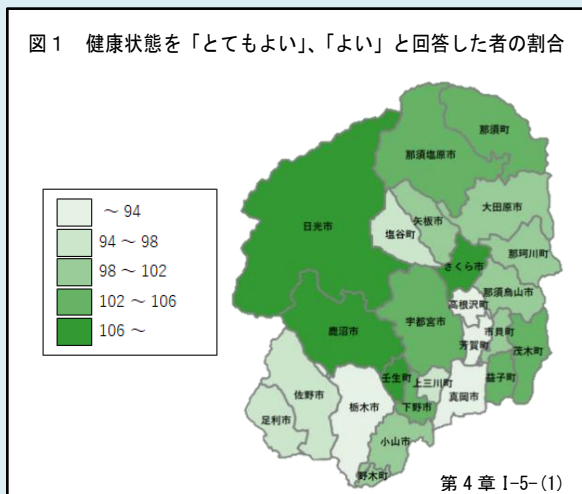 図1 健康状態を「とてもよい」、「よい」と回答した者の割合
～94
94～98
98～102
102～106
106～
那須町
那須塩原市
大田原市
矢板市
日光市
塩谷町
那珂川町
さくら市
那須烏山市
高根沢町
宇都宮市
市貝町
鹿沼市
芳賀町
茂木町
壬生町
上三川町
益子町
佐野市
真岡市
栃木市
下野市
足利市
小山市
野木町
第4章Ⅰ-5-(1)